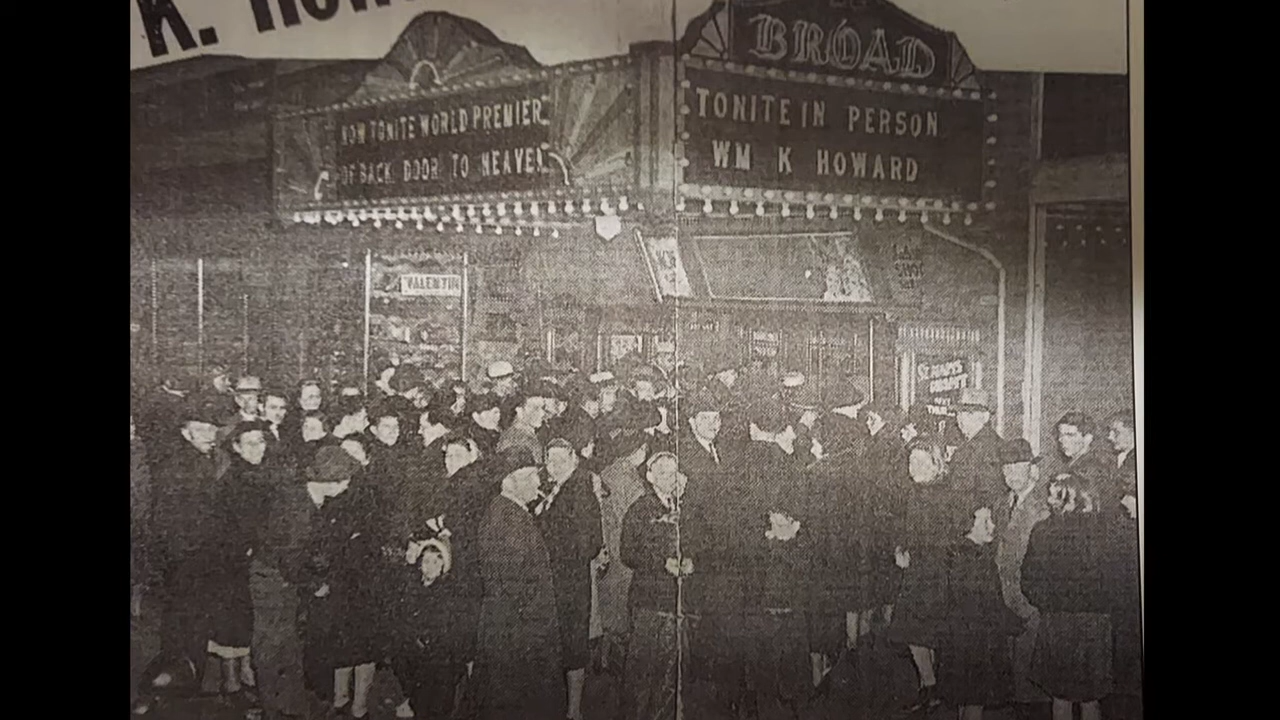 K. HOW
BROAD
NOW TONITE WORLD PREMIER
OF BACK DOOR TO HEAVEN
TONITE IN PERSON
WM K HOWARD
VALENTIN